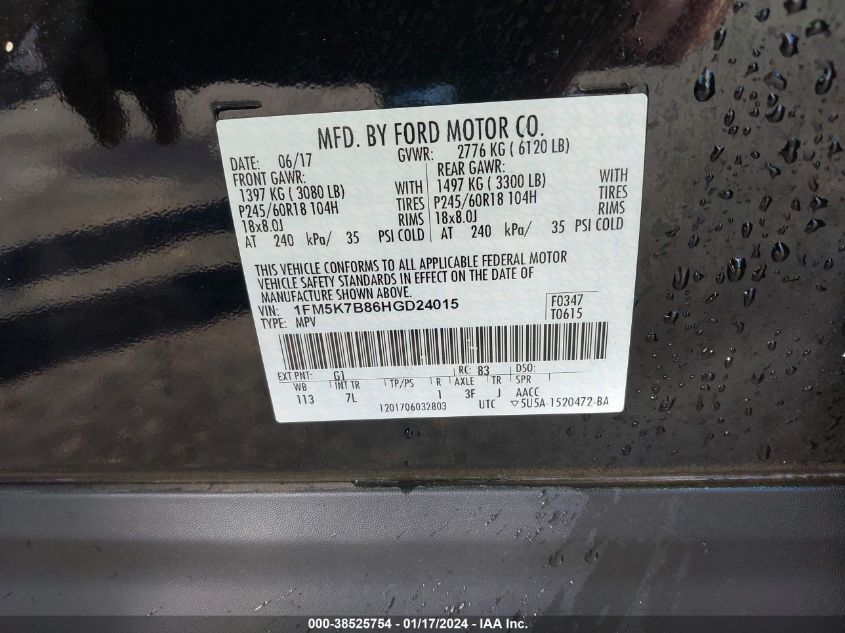 MFD. BY FORD MOTOR CO.
DATE: 06/17 GVWR: 2776 KG ( 6120 LB)
FRONT GAWR: REAR GAWR:
1397 KG ( 3080 LB) WITH 1497 KG ( 3300 LB) WITH
P245/60R18 104H TIRES P245/60R18 104H TIRES
18x8.0J RIMS 18x8.0J RIMS
AT 240 kPa/ 35 PSI COLD AT 240 kPa/ 35 PSI COLD
THIS VEHICLE CONFORMS TO ALL APPLICABLE FEDERAL MOTOR
VEHICLE SAFETY STANDARDS IN EFFECT ON THE DATE OF
MANUFACTURE SHOWN ABOVE.
VIN: 1FM5K7B86HGD24015 F0347
TYPE: MPV T0615
EXT PNT: G1 RC: 83 DSO:
WB INT TR TP/PS R AXLE TR SPR
113 7L 1 3F J AACC
1201706032803 UTC ▽5U5A-1520472-BA
000-38525754 - 01/17/2024 - IAA Inc.